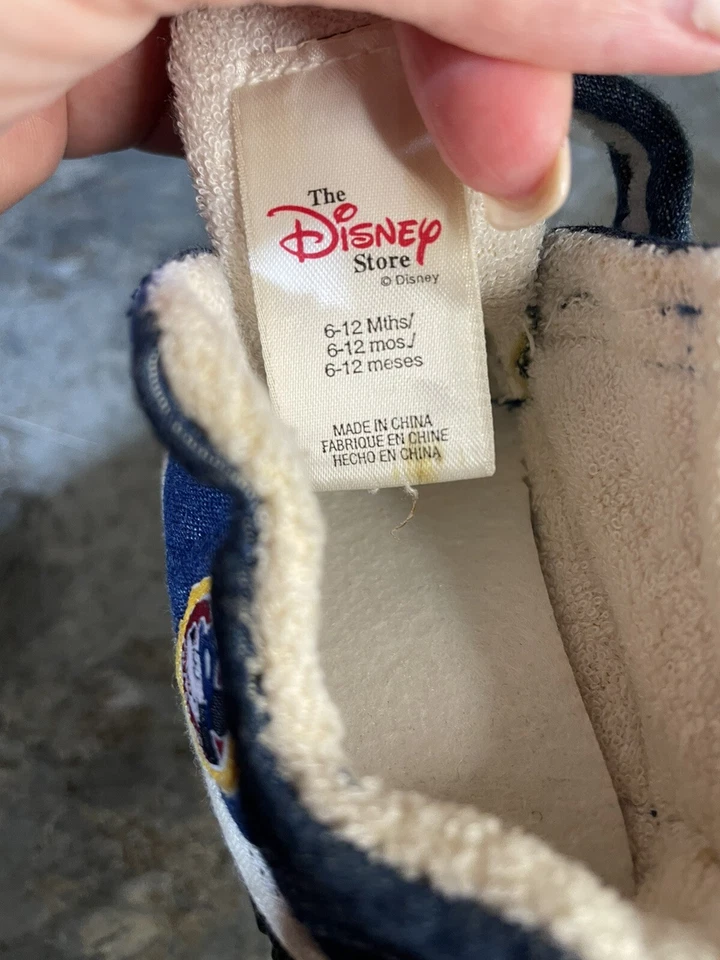 The
Disney
Store
© Disney
6-12 Mths/
6-12 mos./
6-12 meses
MADE IN CHINA
FABRIQUE EN CHINE
HECHO EN CHINA